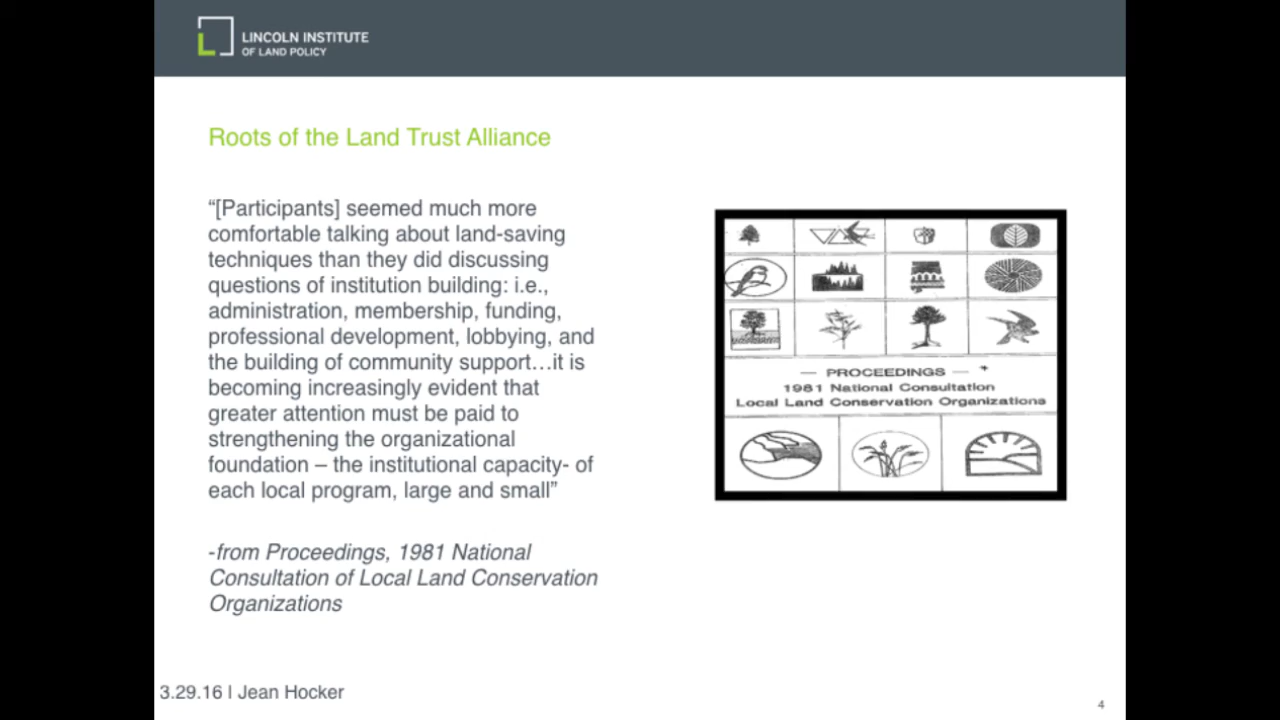 LINCOLN INSTITUTE
OF LAND POLICY
Roots of the Land Trust Alliance
“[Participants] seemed much more
comfortable talking about land-saving
techniques than they did discussing
questions of institution building: i.e.,
administration, membership, funding,
professional development, lobbying, and
the building of community support…it is
becoming increasingly evident that
greater attention must be paid to
strengthening the organizational
foundation – the institutional capacity- of
each local program, large and small”
-from Proceedings, 1981 National
Consultation of Local Land Conservation
Organizations
— PROCEEDINGS —
1981 National Consultation
Local Land Conservation Organizations
3.29.16 | Jean Hocker
4